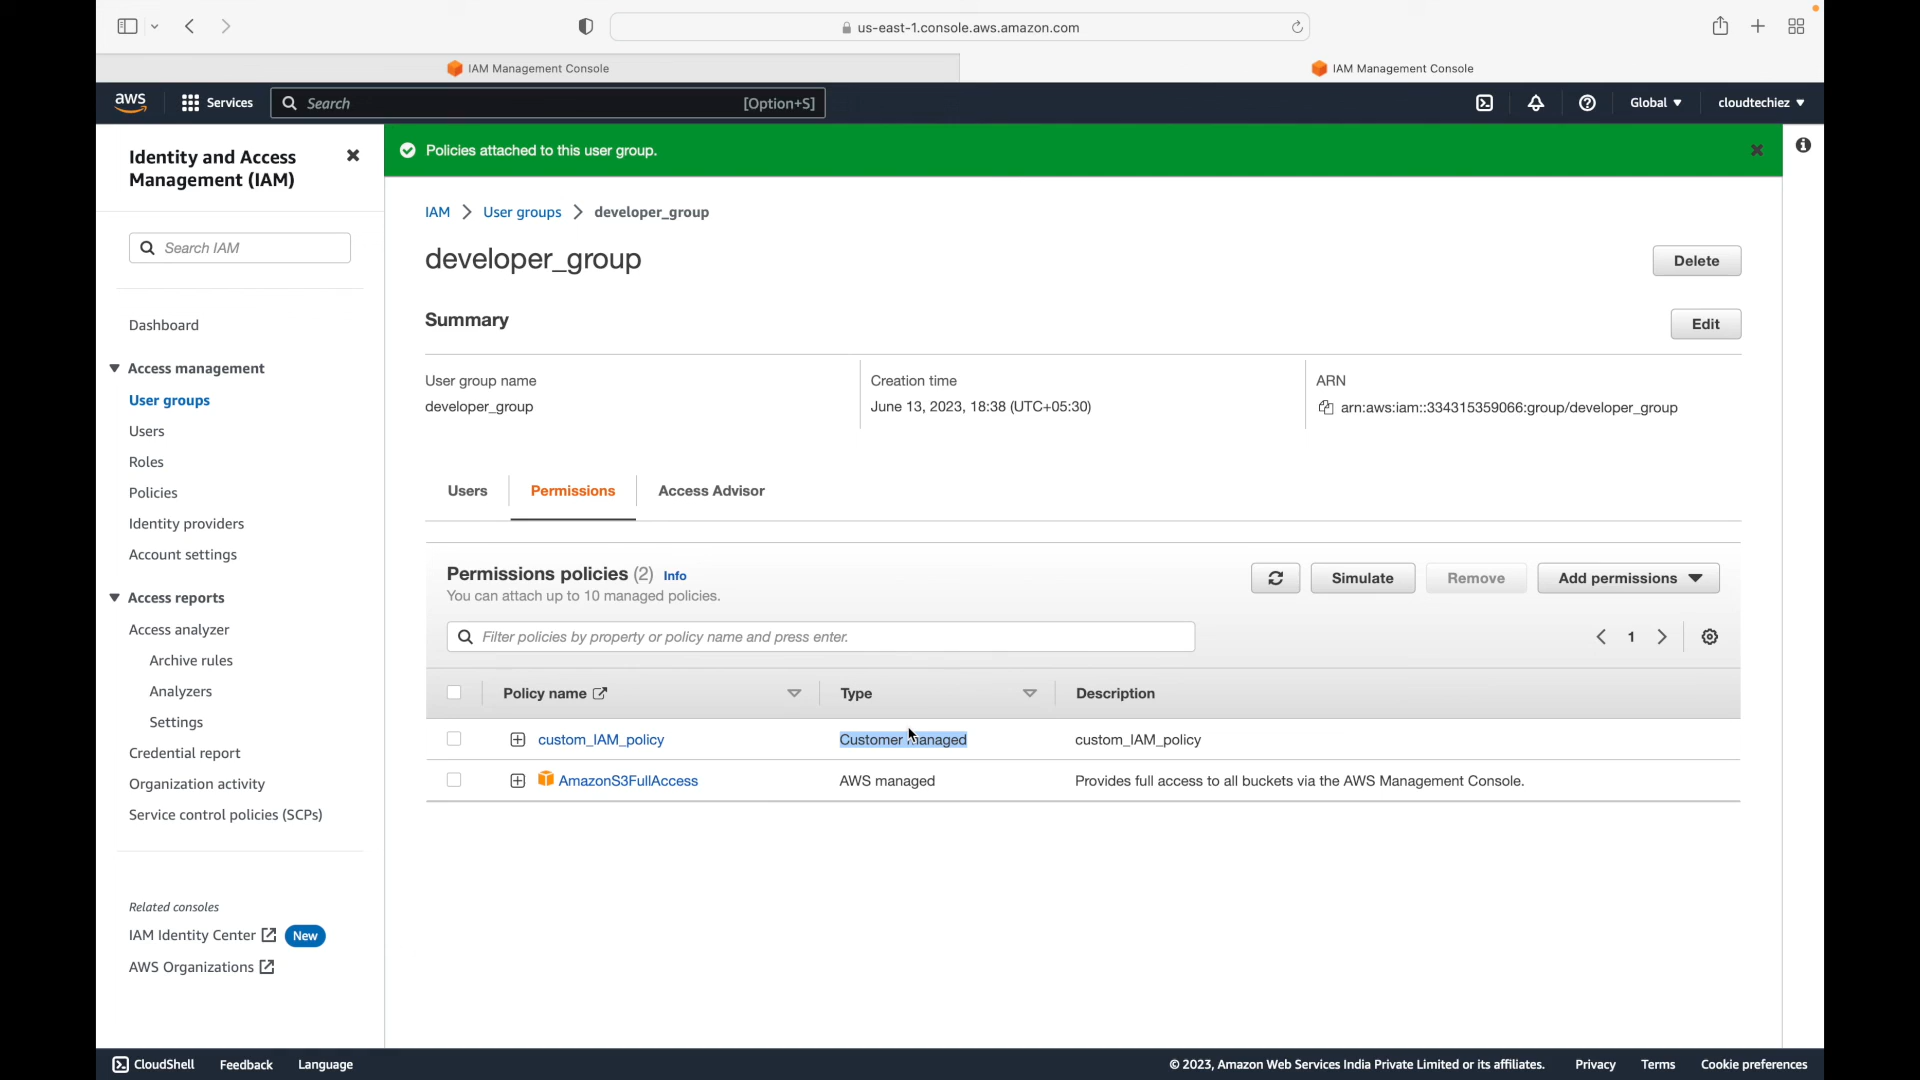 us-east-1.console.aws.amazon.com
IAM Management Console
IAM Management Console
aws
Services
Search
[Option+S]
Global
cloudtechiez
Identity and Access
Management (IAM)
Search IAM
Dashboard
Access management
User groups
Users
Roles
Policies
Identity providers
Account settings
Access reports
Access analyzer
Archive rules
Analyzers
Settings
Credential report
Organization activity
Service control policies (SCPs)
Related consoles
IAM Identity Center New
AWS Organizations
Policies attached to this user group.
IAM > User groups > developer_group
developer_group
Delete
Summary
Edit
User group name
developer_group
Creation time
June 13, 2023, 18:38 (UTC+05:30)
ARN
arn:aws:iam::334315359066:group/developer_group
Users
Permissions
Access Advisor
Permissions policies (2) Info
You can attach up to 10 managed policies.
Simulate
Remove
Add permissions
Filter policies by property or policy name and press enter.
1
Policy name
Type
Description
custom_IAM_policy
Customer managed
custom_IAM_policy
AmazonS3FullAccess
AWS managed
Provides full access to all buckets via the AWS Management Console.
CloudShell
Feedback
Language
© 2023, Amazon Web Services India Private Limited or its affiliates.
Privacy
Terms
Cookie preferences